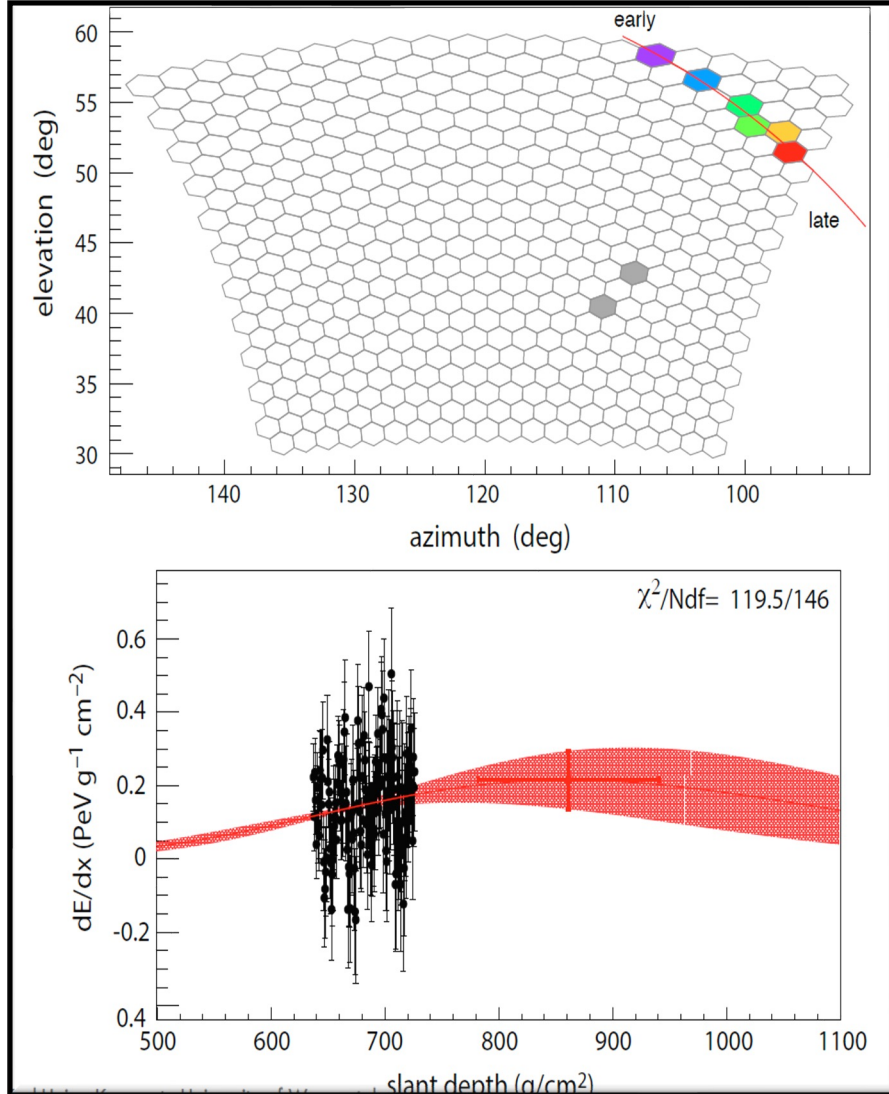 early
60
55
50
45
40
35
30
elevation (deg)
late
140 130 120 110 100
azimuth (deg)
χ²/Ndf= 119.5/146
0.6
0.4
0.2
0
-0.2
0.4
dE/dx (PeV g⁻¹ cm⁻²)
500 600 700 800 900 1000 1100
slant depth (g/cm²)